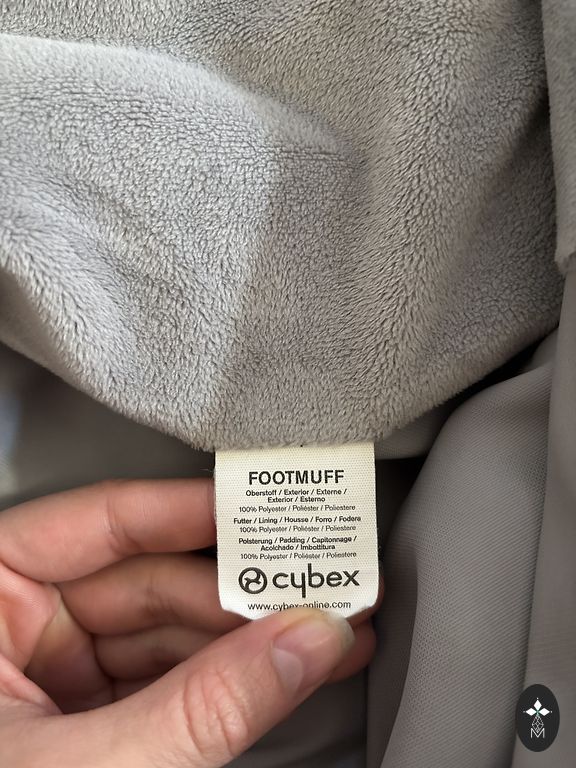 FOOTMUFF
Oberstoff / Exterior / Externe /
Exterior / Esterno
100% Polyester / Poliéster / Poliestere
Futter / Lining / Housse / Forro / Fodera
100% Polyester / Poliéster / Poliestere
Polsterung / Padding / Capitonnage /
Acolchado / Imbottitura
100% Polyester / Poliéster / Poliestere
cybex
www.cybex-online.com
M